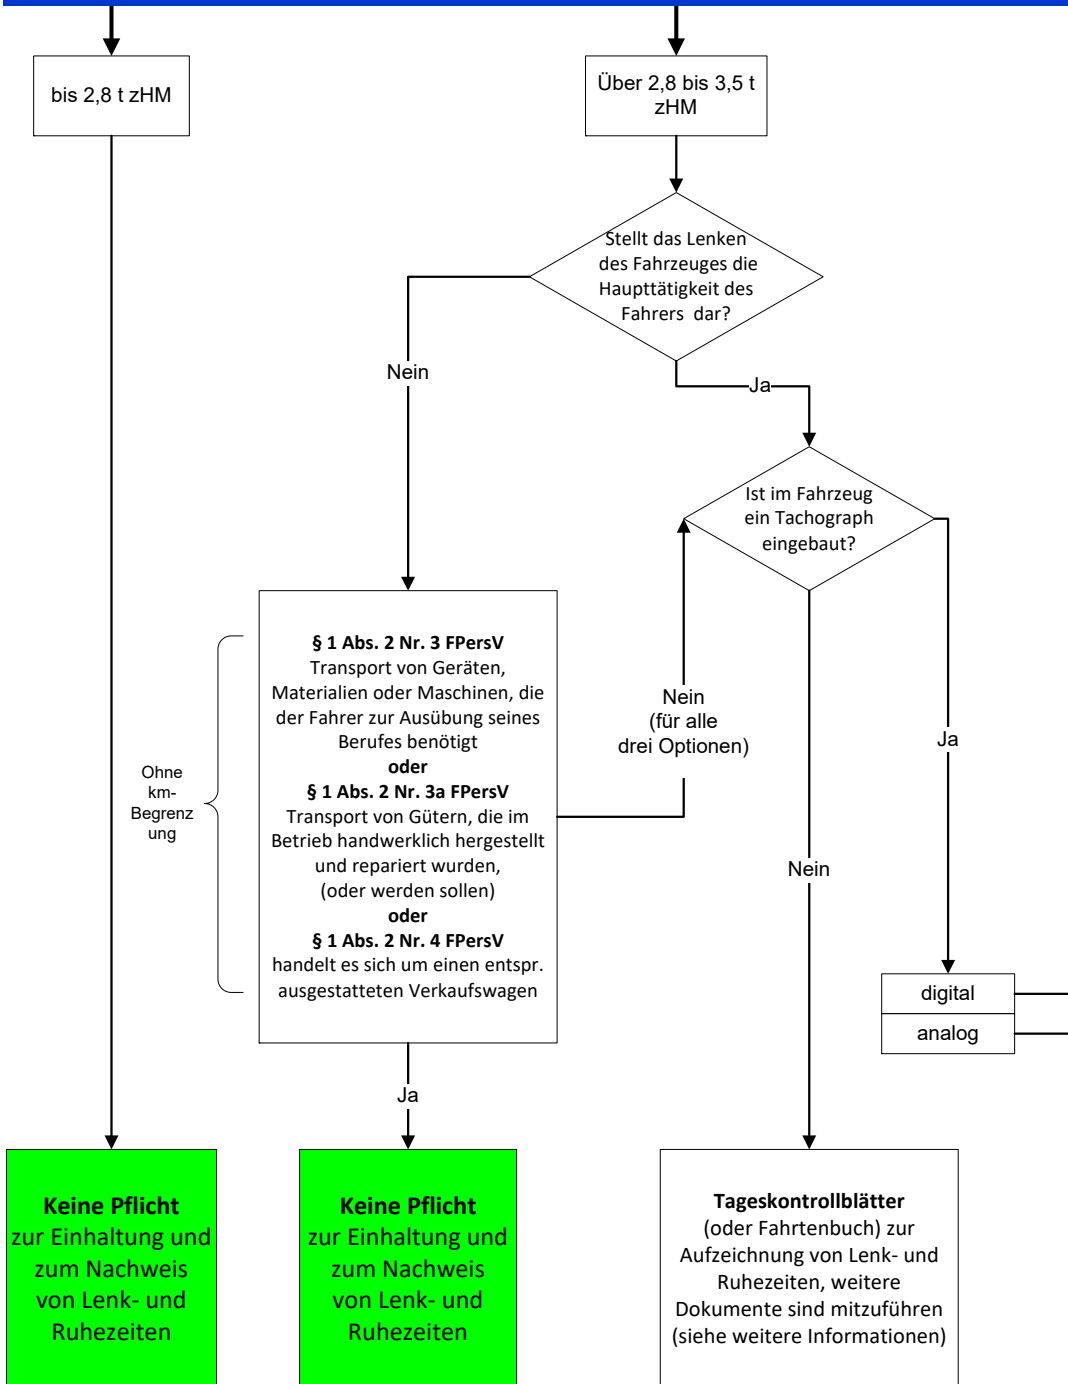 bis 2,8 t zHM
Über 2,8 bis 3,5 t
zHM
Stellt das Lenken
des Fahrzeuges die
Haupttätigkeit des
Fahrers dar?
Nein
Ja
Ist im Fahrzeug
ein Tachograph
eingebaut?
§ 1 Abs. 2 Nr. 3 FPersV
Transport von Geräten,
Materialien oder Maschinen, die
der Fahrer zur Ausübung seines
Berufes benötigt
oder
§ 1 Abs. 2 Nr. 3a FPersV
Transport von Gütern, die im
Betrieb handwerklich hergestellt
und repariert wurden,
(oder werden sollen)
oder
§ 1 Abs. 2 Nr. 4 FPersV
handelt es sich um einen entspr.
ausgestatteten Verkaufswagen
Ohne
km-
Begrenz
ung
Nein
(für alle
drei Optionen)
Ja
Nein
digital
analog
Ja
Keine Pflicht
zur Einhaltung und
zum Nachweis
von Lenk- und
Ruhezeiten
Keine Pflicht
zur Einhaltung und
zum Nachweis
von Lenk- und
Ruhezeiten
Tageskontrollblätter
(oder Fahrtenbuch) zur
Aufzeichnung von Lenk- und
Ruhezeiten, weitere
Dokumente sind mitzuführen
(siehe weitere Informationen)